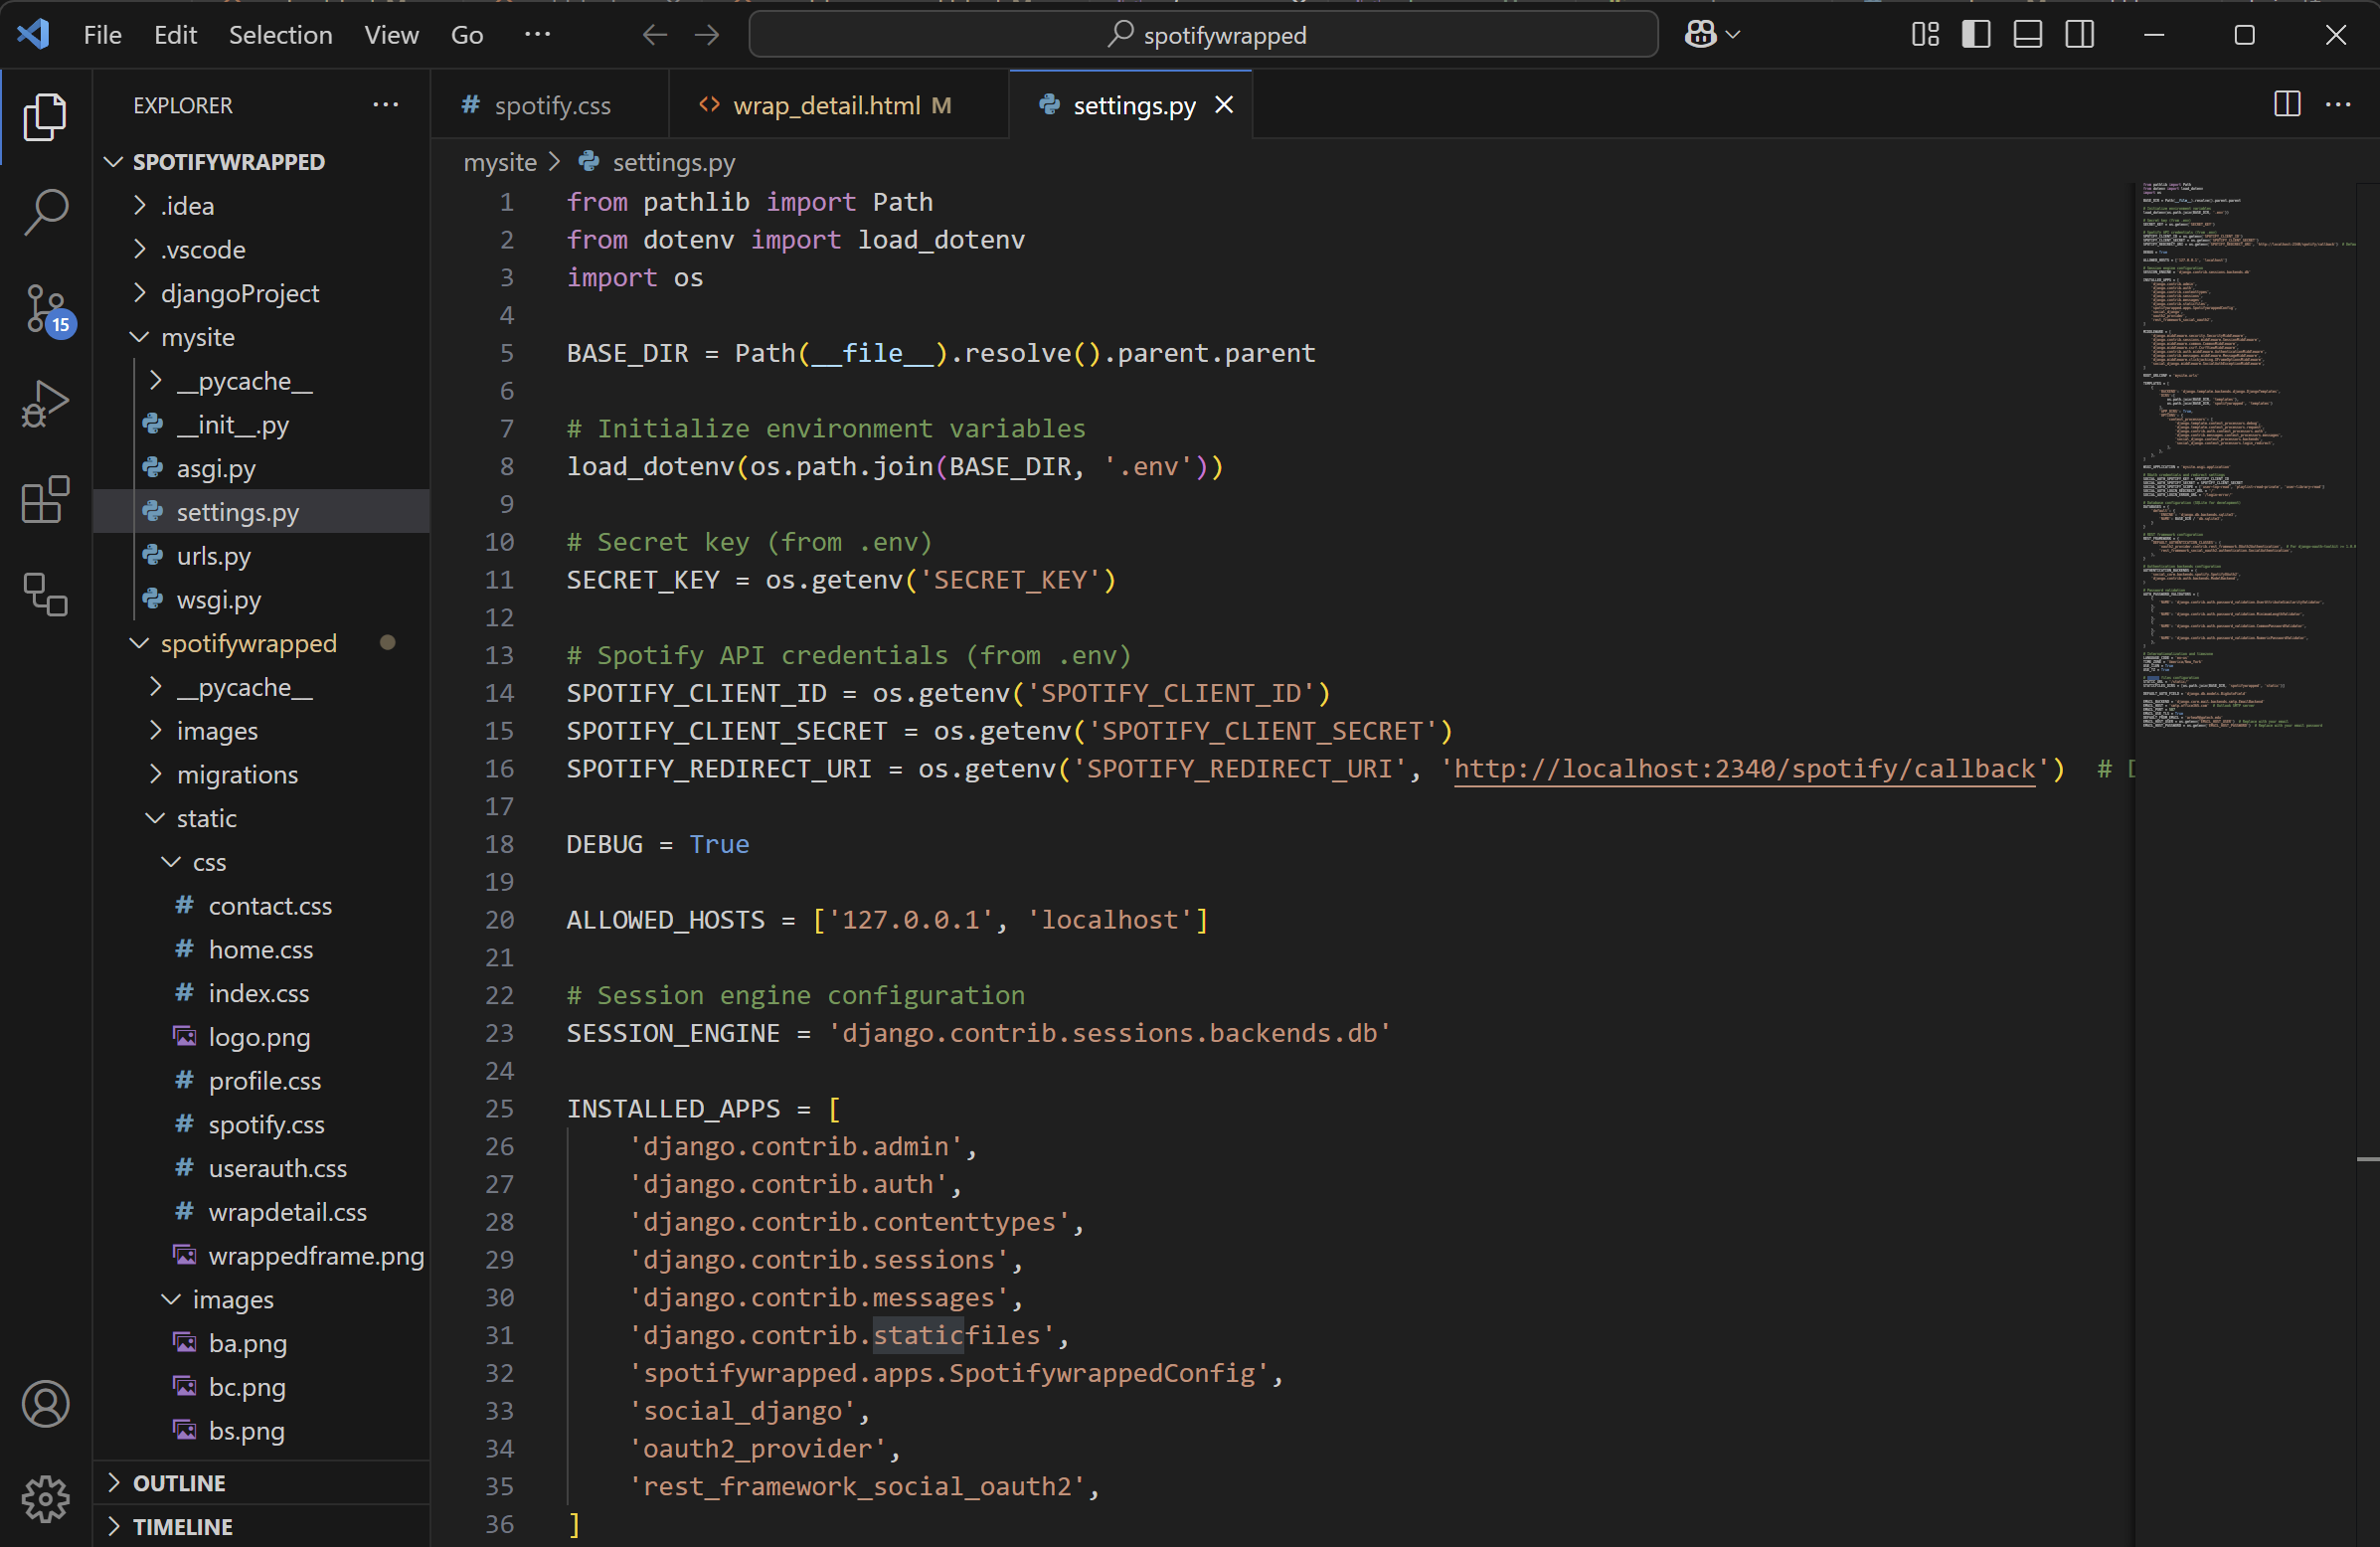 File Edit Selection View Go ··· spotifywrapped
EXPLORER ···
SPOTIFYWRAPPED
.idea
.vscode
djangoProject
mysite
__pycache__
__init__.py
asgi.py
settings.py
urls.py
wsgi.py
spotifywrapped
__pycache__
images
migrations
static
css
contact.css
home.css
index.css
logo.png
profile.css
spotify.css
userauth.css
wrapdetail.css
wrappedframe.png
images
ba.png
bc.png
bs.png
OUTLINE
TIMELINE
15
spotify.css wrap_detail.html M settings.py
mysite > settings.py
1 from pathlib import Path
2 from dotenv import load_dotenv
3 import os
4
5 BASE_DIR = Path(__file__).resolve().parent.parent
6
7 # Initialize environment variables
8 load_dotenv(os.path.join(BASE_DIR, '.env'))
9
10 # Secret key (from .env)
11 SECRET_KEY = os.getenv('SECRET_KEY')
12
13 # Spotify API credentials (from .env)
14 SPOTIFY_CLIENT_ID = os.getenv('SPOTIFY_CLIENT_ID')
15 SPOTIFY_CLIENT_SECRET = os.getenv('SPOTIFY_CLIENT_SECRET')
16 SPOTIFY_REDIRECT_URI = os.getenv('SPOTIFY_REDIRECT_URI', 'http://localhost:2340/spotify/callback') #
17
18 DEBUG = True
19
20 ALLOWED_HOSTS = ['127.0.0.1', 'localhost']
21
22 # Session engine configuration
23 SESSION_ENGINE = 'django.contrib.sessions.backends.db'
24
25 INSTALLED_APPS = [
26 'django.contrib.admin',
27 'django.contrib.auth',
28 'django.contrib.contenttypes',
29 'django.contrib.sessions',
30 'django.contrib.messages',
31 'django.contrib.staticfiles',
32 'spotifywrapped.apps.SpotifywrappedConfig',
33 'social_django',
34 'oauth2_provider',
35 'rest_framework_social_oauth2',
36 ]